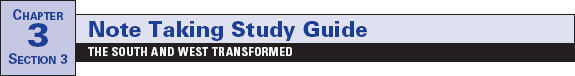 CHAPTER
3
SECTION 3
Note Taking Study Guide
THE SOUTH AND WEST TRANSFORMED